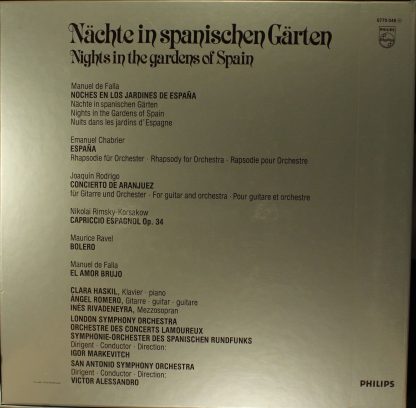 Nächte in spanischen Gärten
Nights in the gardens of Spain
PHILIPS
Manuel de Falla
NOCHES EN LOS JARDINES DE ESPAÑA
Nächte in spanischen Gärten
Nights in the Gardens of Spain
Nuits dans les jardins d'Espagne
Emanuel Chabrier
ESPAÑA
Rhapsodie für Orchester · Rhapsody for Orchestra · Rapsodie pour Orchestre
Joaquin Rodrigo
CONCIERTO DE ARANJUEZ
für Gitarre und Orchester · For guitar and orchestra · Pour guitare et orchestre
Nikolai Rimsky-Korsakow
CAPRICCIO ESPAGNOL Op. 34
Maurice Ravel
BOLERO
Manuel de Falla
EL AMOR BRUJO
CLARA HASKIL, Klavier · piano
ÁNGEL ROMERO, Gitarre · guitar · guitare
INÉS RIVADENEYRA, Mezzosopran
LONDON SYMPHONY ORCHESTRA
ORCHESTRE DES CONCERTS LAMOUREUX
SYMPHONIE-ORCHESTER DES SPANISCHEN RUNDFUNKS
Dirigent · Conductor · Direction:
IGOR MARKEVITCH
SAN ANTONIO SYMPHONY ORCHESTRA
Dirigent · Conductor · Direction:
VICTOR ALESSANDRO
PHILIPS